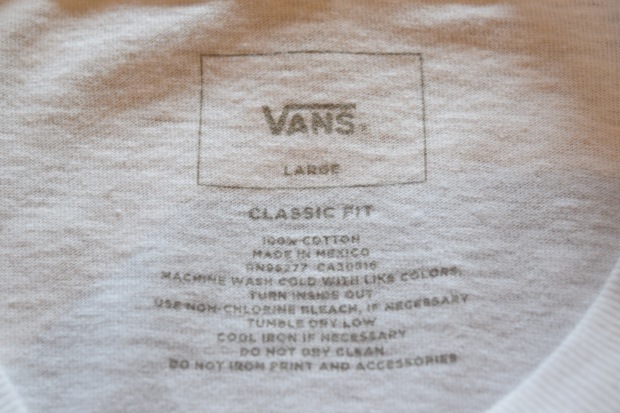 VANS
LARGE
CLASSIC FIT
100% COTTON
MADE IN MEXICO
RN96277 CA30816
MACHINE WASH COLD WITH LIKE COLORS,
TURN INSIDE OUT
USE NON-CHLORINE BLEACH, IF NECESSARY
TUMBLE DRY LOW
COOL IRON IF NECESSARY
DO NOT DRY CLEAN
DO NOT IRON PRINT AND ACCESSORIES